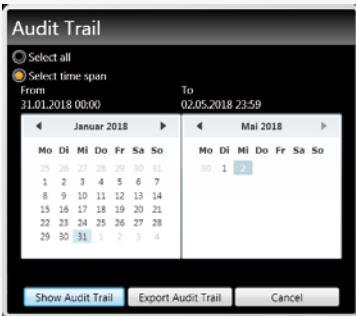 Audit Trail
Select all
Select time span
From To
31.01.2018 00:00 02.05.2018 23:59
Januar 2018 Mai 2018
Mo Di Mi Do Fr Sa So Mo Di Mi Do Fr Sa So
25 26 27 28 29 30 31 30 1 2
1 2 3 4 5 6 7
8 9 10 11 12 13 14
15 16 17 18 19 20 21
22 23 24 25 26 27 28
29 30 31 1 2 3 4
Show Audit Trail Export Audit Trail Cancel